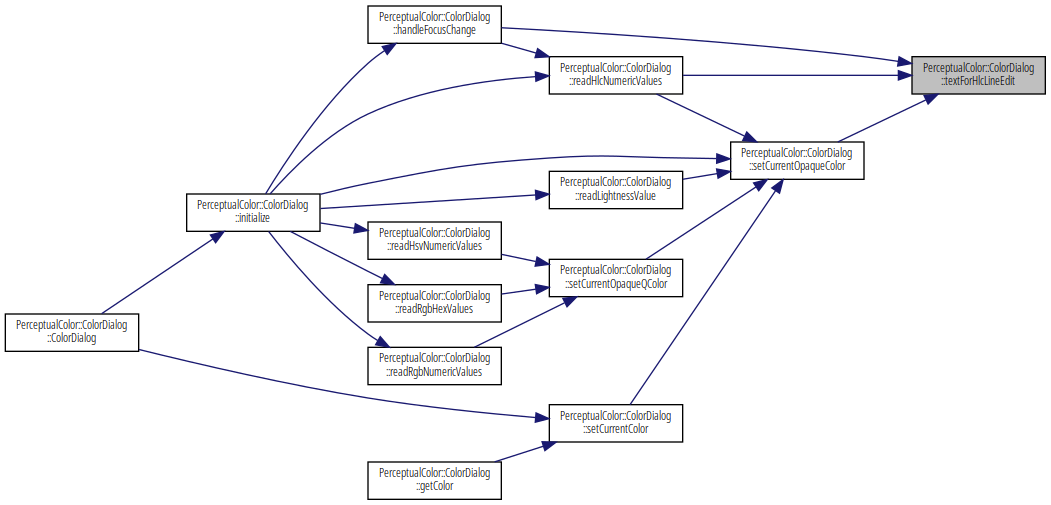 PerceptualColor::ColorDialog
::handleFocusChange
PerceptualColor::ColorDialog
::readHlcNumericValues
PerceptualColor::ColorDialog
::textForHlcLineEdit
PerceptualColor::ColorDialog
::setCurrentOpaqueColor
PerceptualColor::ColorDialog
::readLightnessValue
PerceptualColor::ColorDialog
::initialize
PerceptualColor::ColorDialog
::readHsvNumericValues
PerceptualColor::ColorDialog
::setCurrentOpaqueQColor
PerceptualColor::ColorDialog
::readRgbHexValues
PerceptualColor::ColorDialog
::ColorDialog
PerceptualColor::ColorDialog
::readRgbNumericValues
PerceptualColor::ColorDialog
::setCurrentColor
PerceptualColor::ColorDialog
::getColor